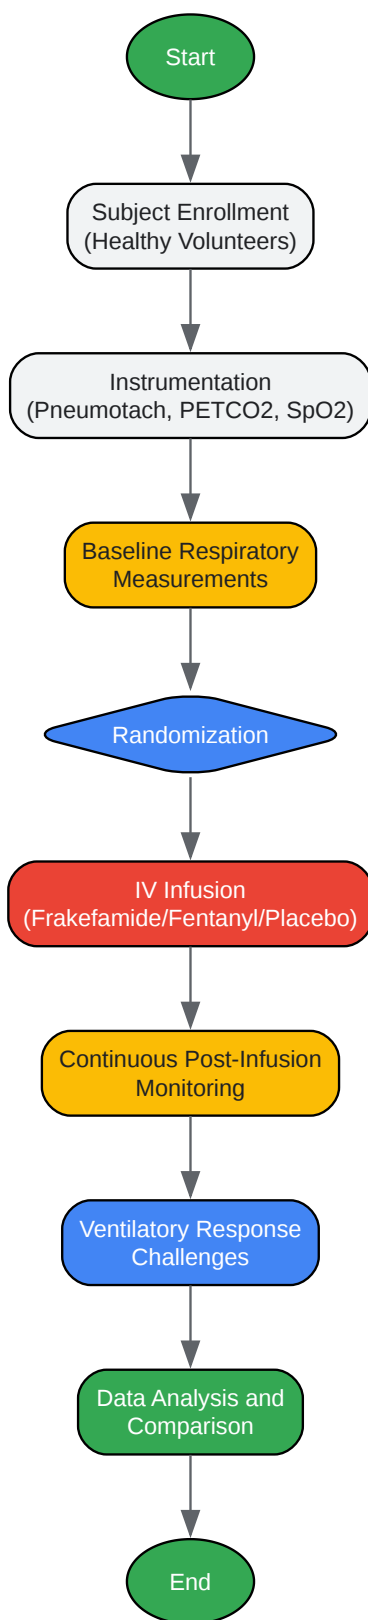 Start
Subject Enrollment
(Healthy Volunteers)
Instrumentation
(Pneumotach, PETCO2, SpO2)
Baseline Respiratory
Measurements
Randomization
IV Infusion
(Frakefamide/Fentanyl/Placebo)
Continuous Post-Infusion
Monitoring
Ventilatory Response
Challenges
Data Analysis and
Comparison
End